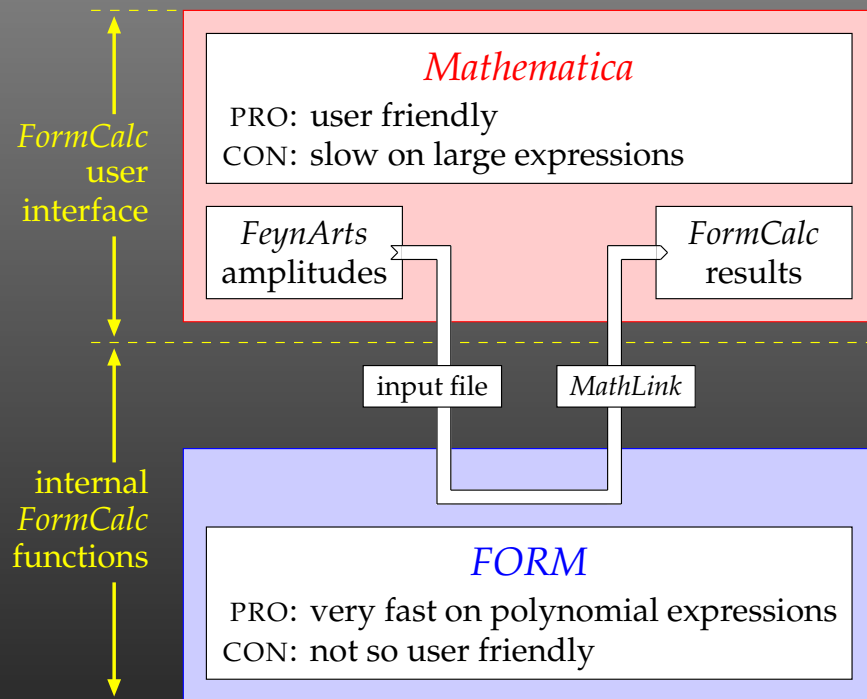 Mathematica
PRO: user friendly
CON: slow on large expressions
FormCalc
user
interface
FeynArts
amplitudes
FormCalc
results
input file
MathLink
internal
FormCalc
functions
FORM
PRO: very fast on polynomial expressions
CON: not so user friendly